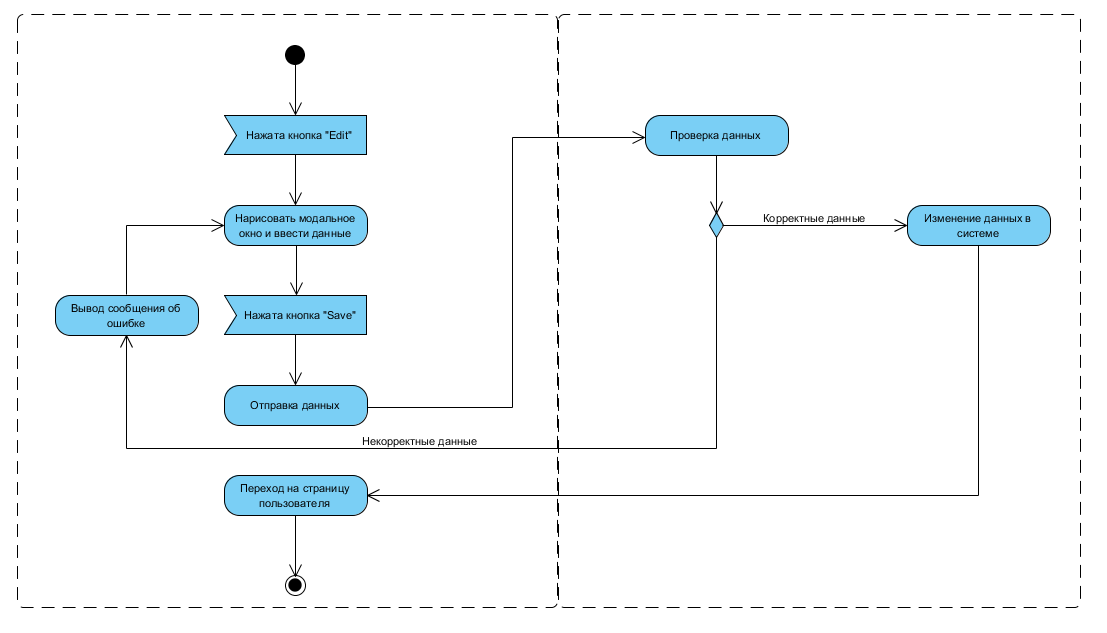 Нажата кнопка "Edit"
Проверка данных
Нарисовать модальное
окно и ввести данные
Корректные данные
Изменение данных в
системе
Вывод сообщения об
ошибке
Нажата кнопка "Save"
Отправка данных
Некорректные данные
Переход на страницу
пользователя